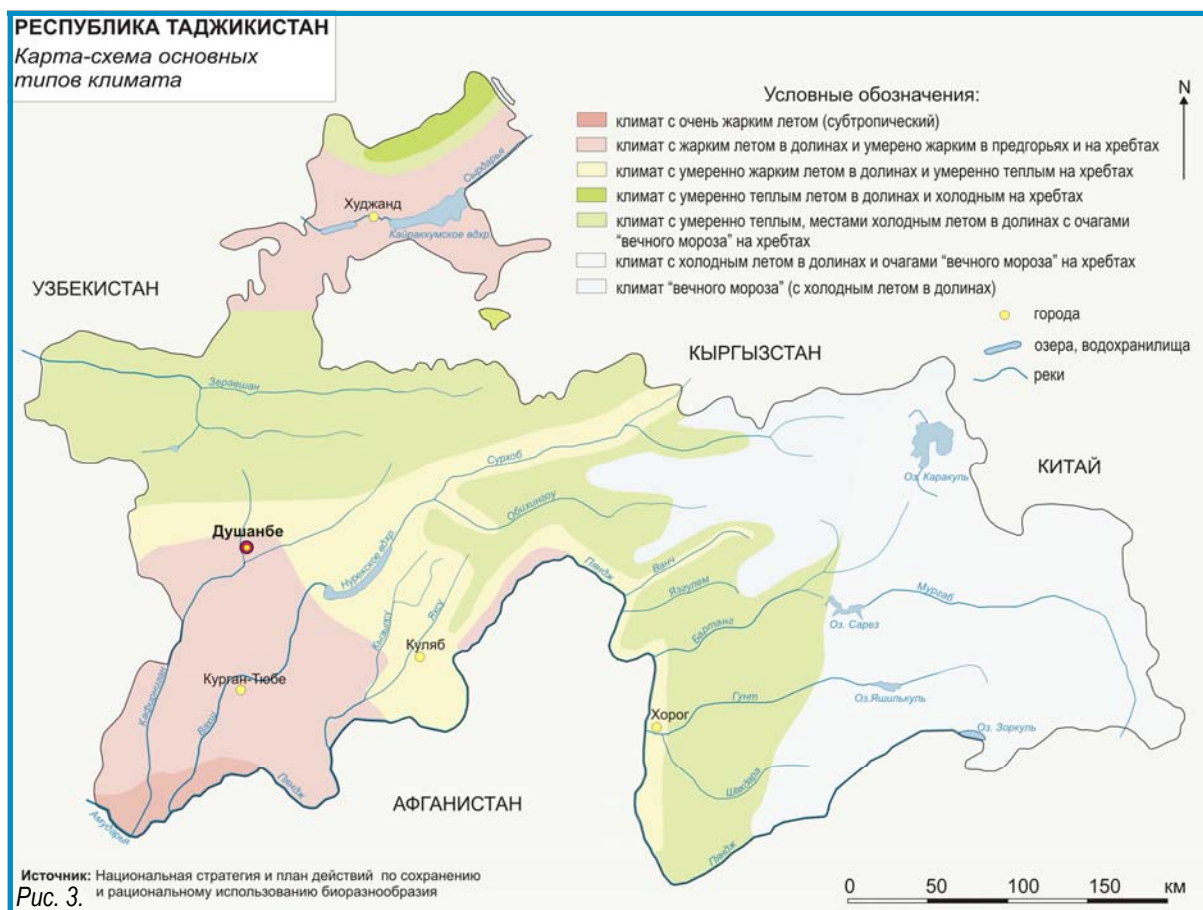 РЕСПУБЛИКА ТАДЖИКИСТАН
Карта-схема основных
типов климата
Условные обозначения:
N
климат с очень жарким летом (субтропический)
климат с жарким летом в долинах и умерено жарким в предгорьях и на хребтах
климат с умеренно жарким летом в долинах и умеренно теплым на хребтах
климат с умеренно теплым летом в долинах и холодным на хребтах
климат с умеренно теплым, местами холодным летом в долинах с очагами
“вечного мороза” на хребтах
климат с холодным летом в долинах и очагами “вечного мороза” на хребтах
климат “вечного мороза” (с холодным летом в долинах)
города
озера, водохранилища
реки
Сырдарья
Худжанд
Кайраккумское вдхр.
УЗБЕКИСТАН
КЫРГЫЗСТАН
Зеравшан
Сурхоб
КИТАЙ
Оз. Каракуль
Обихингоу
Душанбе
Нурекское вдхр.
Пяндж
Ванч
Язгулем
Мургаб
Бартанг
Оз. Сарез
Кызылсу
Яхсу
Куляб
Курган-Тюбе
Кафирниган
Вахш
Гунт
Оз.Яшилькуль
Хорог
Оз. Зоркуль
Шахдара
Пяндж
АФГАНИСТАН
Амударья
Пяндж
Источник: Национальная стратегия и план действий по сохранению
и рациональному использованию биоразнообразия
Рис. 3.
0 50 100 150 км